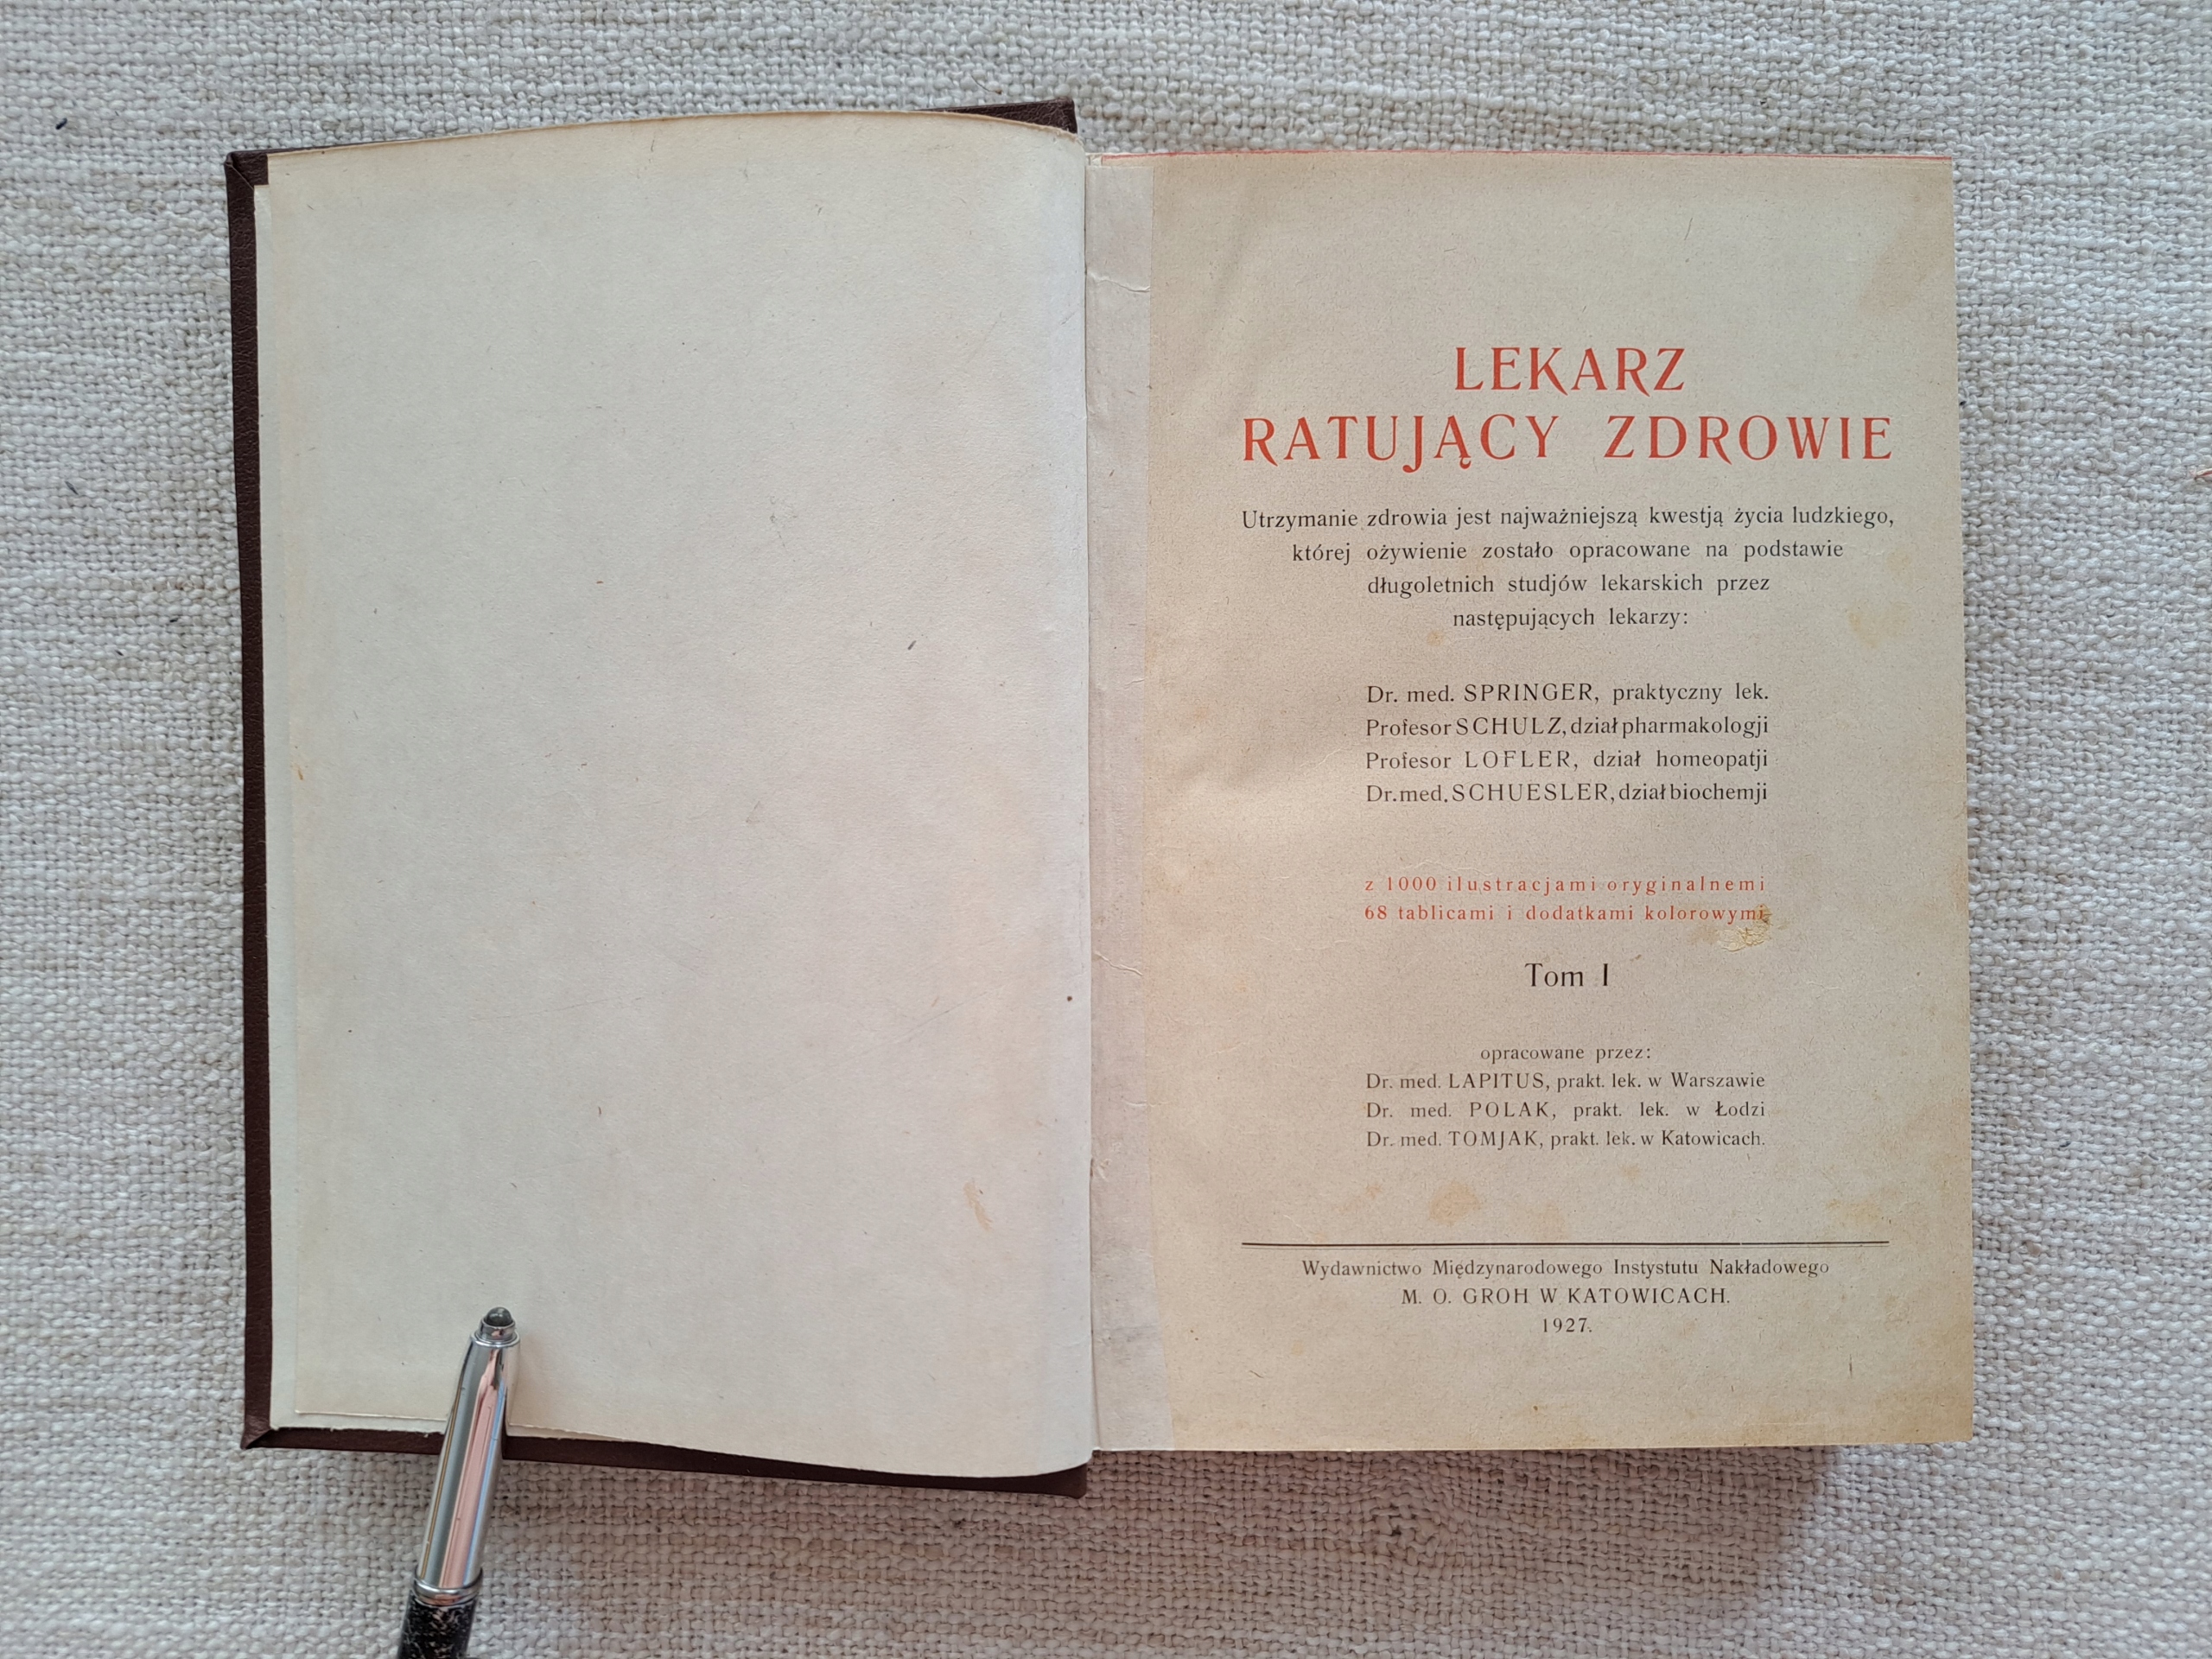 LEKARZ
RATUJĄCY ZDROWIE
Utrzymanie zdrowia jest najważniejszą kwestją życia ludzkiego,
której ożywienie zostało opracowane na podstawie
długoletnich studjów lekarskich przez
następujących lekarzy:
Dr. med. SPRINGER, praktyczny lek.
Profesor SCHULZ, dział pharmakologji
Profesor LOFLER, dział homeopatji
Dr. med. SCHUESLER, dział biochemji
z 1000 ilustracjami oryginalnemi
68 tablicami i dodatkami kolorowymi
Tom I
opracowane przez:
Dr. med. LAPITUS, prakt. lek. w Warszawie
Dr. med. POLAK, prakt. lek. w Łodzi
Dr. med. TOMJAK, prakt. lek. w Katowicach.
Wydawnictwo Międzynarodowego Instystutu Nakładowego
M. O. GROH W KATOWICACH.
1927.